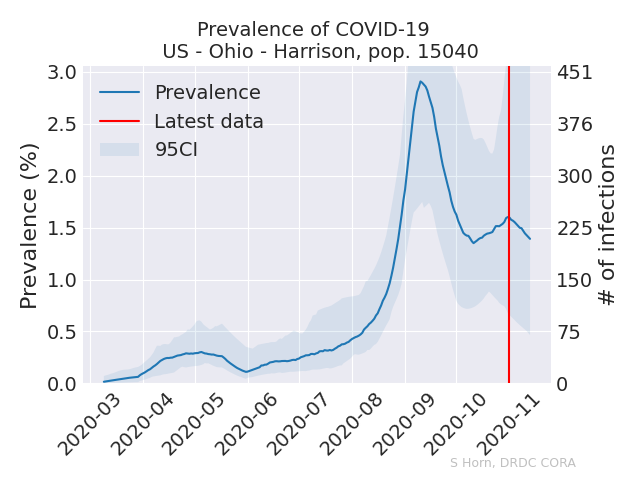 Prevalence of COVID-19
US - Ohio - Harrison, pop. 15040
Prevalence
Latest data
95CI
Prevalence (%)
3.0
2.5
2.0
1.5
1.0
0.5
0.0
451
376
300
225
150
75
0
# of infections
2020-03
2020-04
2020-05
2020-06
2020-07
2020-08
2020-09
2020-10
2020-11
S Horn, DRDC CORA